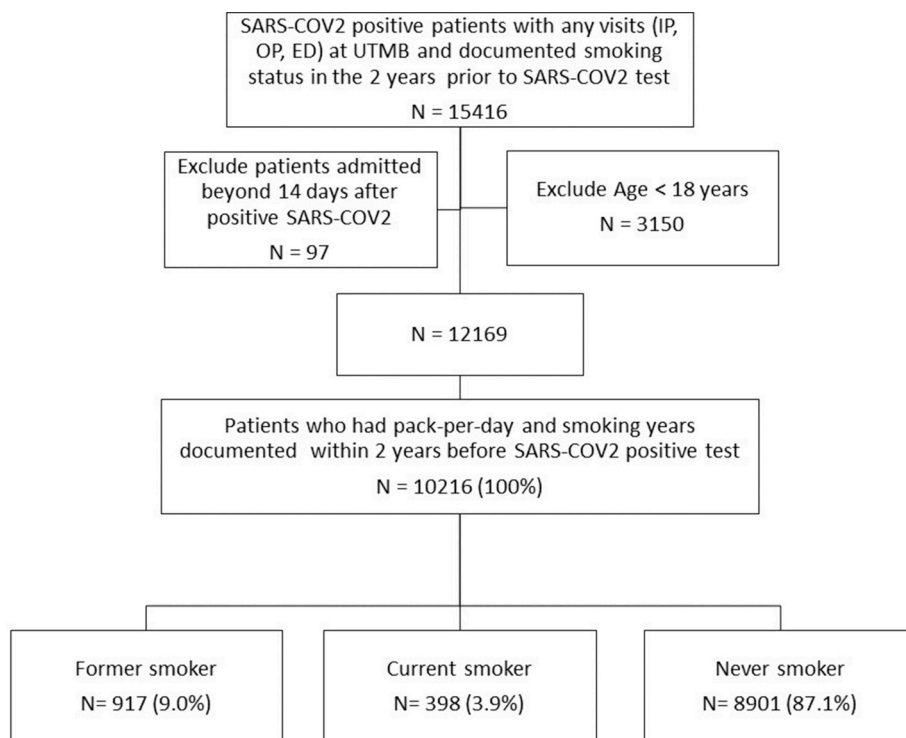 SARS-COV2 positive patients with any visits (IP,
OP, ED) at UTMB and documented smoking
status in the 2 years prior to SARS-COV2 test
N = 15416
Exclude patients admitted
beyond 14 days after
positive SARS-COV2
N = 97
Exclude Age < 18 years
N = 3150
N = 12169
Patients who had pack-per-day and smoking years
documented within 2 years before SARS-COV2 positive test
N = 10216 (100%)
Former smoker
N= 917 (9.0%)
Current smoker
N= 398 (3.9%)
Never smoker
N= 8901 (87.1%)